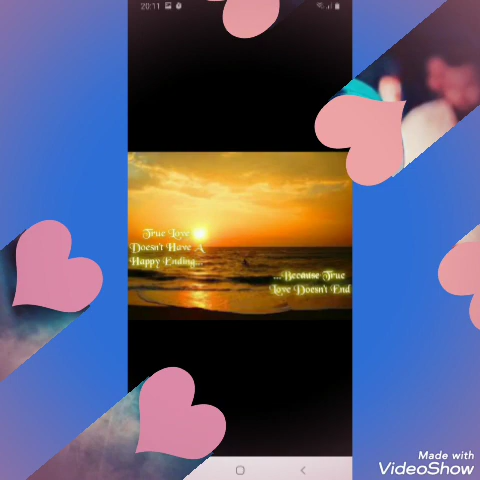 20:11
True Love
Doesn't Have A
Happy Ending...
...Because True
Love Doesn't End
Made with
VideoShow